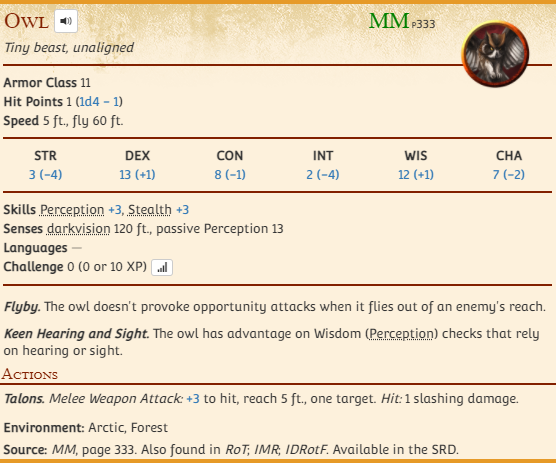 Owl MM p333
Tiny beast, unaligned
Armor Class 11
Hit Points 1 (1d4 − 1)
Speed 5 ft., fly 60 ft.
STR DEX CON INT WIS CHA
3 (−4) 13 (+1) 8 (−1) 2 (−4) 12 (+1) 7 (−2)
Skills Perception +3, Stealth +3
Senses darkvision 120 ft., passive Perception 13
Languages —
Challenge 0 (0 or 10 XP)
Flyby. The owl doesn't provoke opportunity attacks when it flies out of an enemy's reach.
Keen Hearing and Sight. The owl has advantage on Wisdom (Perception) checks that rely
on hearing or sight.
Actions
Talons. Melee Weapon Attack: +3 to hit, reach 5 ft., one target. Hit: 1 slashing damage.
Environment: Arctic, Forest
Source: MM, page 333. Also found in RoT; IMR; IDRotF. Available in the SRD.